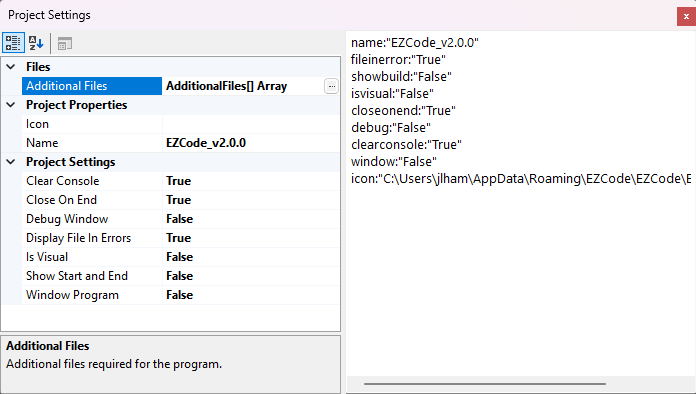 Project Settings
Files
Additional Files AdditionalFiles[] Array ...
Project Properties
Icon
Name EZCode_v2.0.0
Project Settings
Clear Console True
Close On End True
Debug Window False
Display File In Errors True
Is Visual False
Show Start and End False
Window Program False
Additional Files
Additional files required for the program.
name:"EZCode_v2.0.0"
fileinerror:"True"
showbuild:"False"
isvisual:"False"
closeonend:"True"
debug:"False"
clearconsole:"True"
window:"False"
icon:"C:\Users\jlham\AppData\Roaming\EZCode\EZCode\E